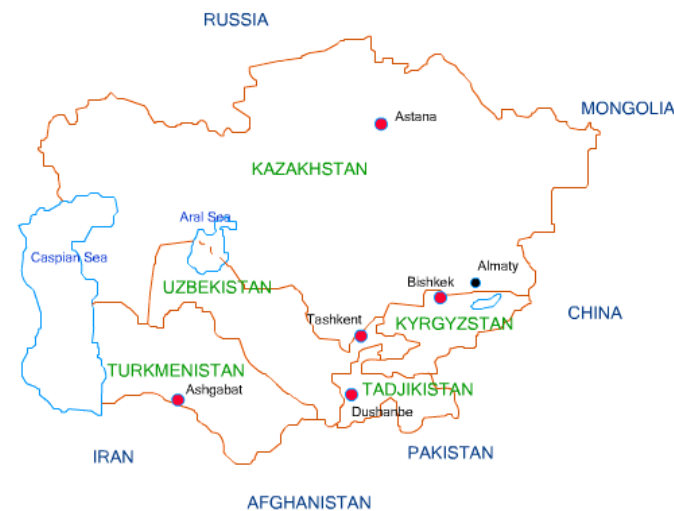 RUSSIA
MONGOLIA
Astana
KAZAKHSTAN
Aral Sea
Caspian Sea
Almaty
Bishkek
UZBEKISTAN
CHINA
Tashkent
KYRGYZSTAN
TURKMENISTAN
Ashgabat
TADJIKISTAN
Dushanbe
IRAN
PAKISTAN
AFGHANISTAN